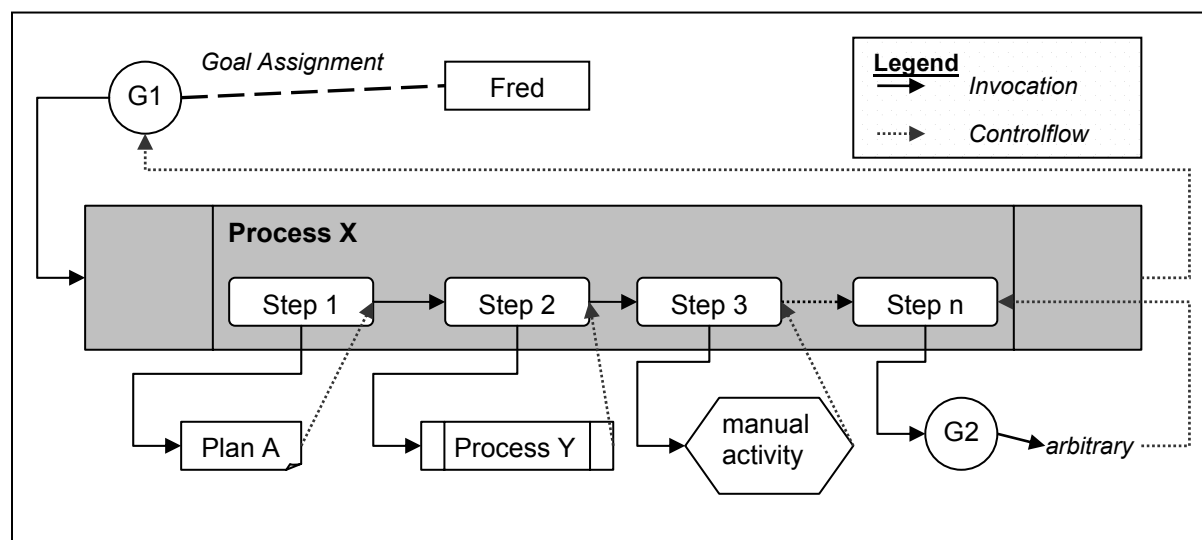 Goal Assignment
G1
Fred
Legend
Invocation
Controlflow
Process X
Step 1
Step 2
Step 3
Step n
Plan A
Process Y
manual
activity
G2
arbitrary